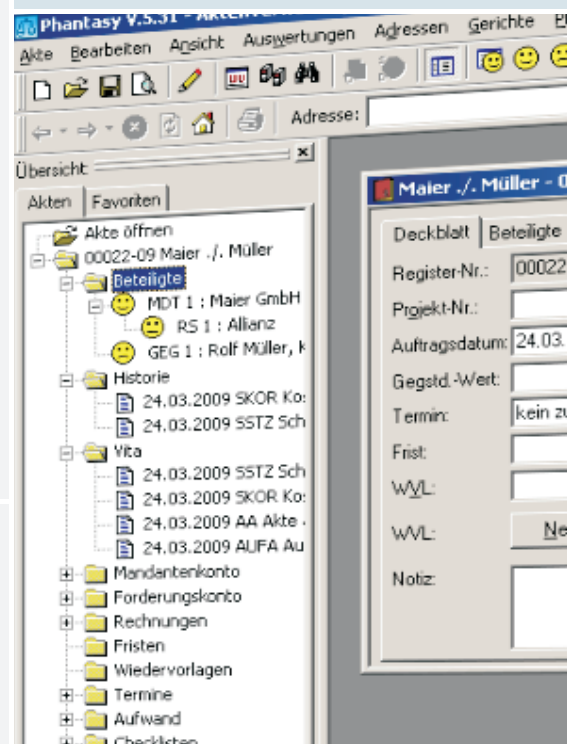 Phantasy V.5.31 -
Akte Bearbeiten Ansicht Auswertungen Adressen Gerichte
Adresse:
Übersicht:
Akten Favoriten
Akte öffnen
00022-09 Maier ./. Müller
Beteiligte
MDT 1 : Maier GmbH
RS 1 : Allianz
GEG 1 : Rolf Müller,
Historie
24.03.2009 SKOR
24.03.2009 SSTZ
Vita
24.03.2009 SSTZ
24.03.2009 SKOR
24.03.2009 AA Akte
24.03.2009 AUFA
Mandantenkonto
Forderungskonto
Rechnungen
Fristen
Wiedervorlagen
Termine
Aufwand
Checklisten
Maier ./. Müller -
Deckblatt Beteiligte
Register-Nr.: 00022
Projekt-Nr.:
Auftragsdatum: 24.03.
Gegstd.-Wert:
Termin: kein
Frist:
WVL:
WVL:
Notiz: